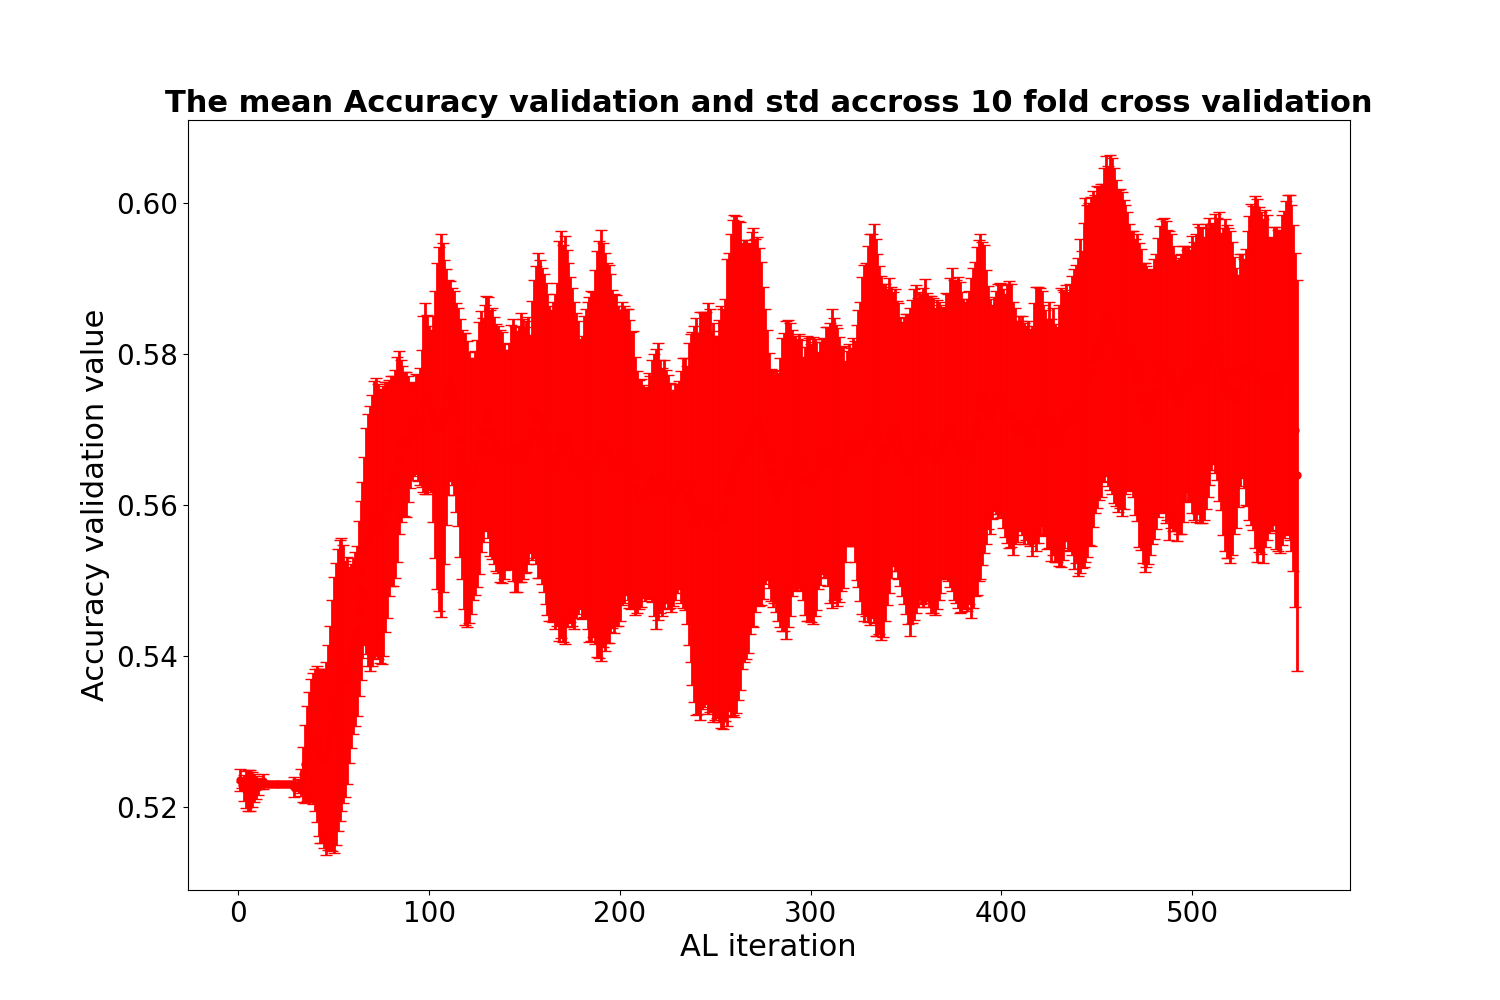 The mean Accuracy validation and std accross 10 fold cross validation
Accuracy validation value
0.60
0.58
0.56
0.54
0.52
0 100 200 300 400 500
AL iteration